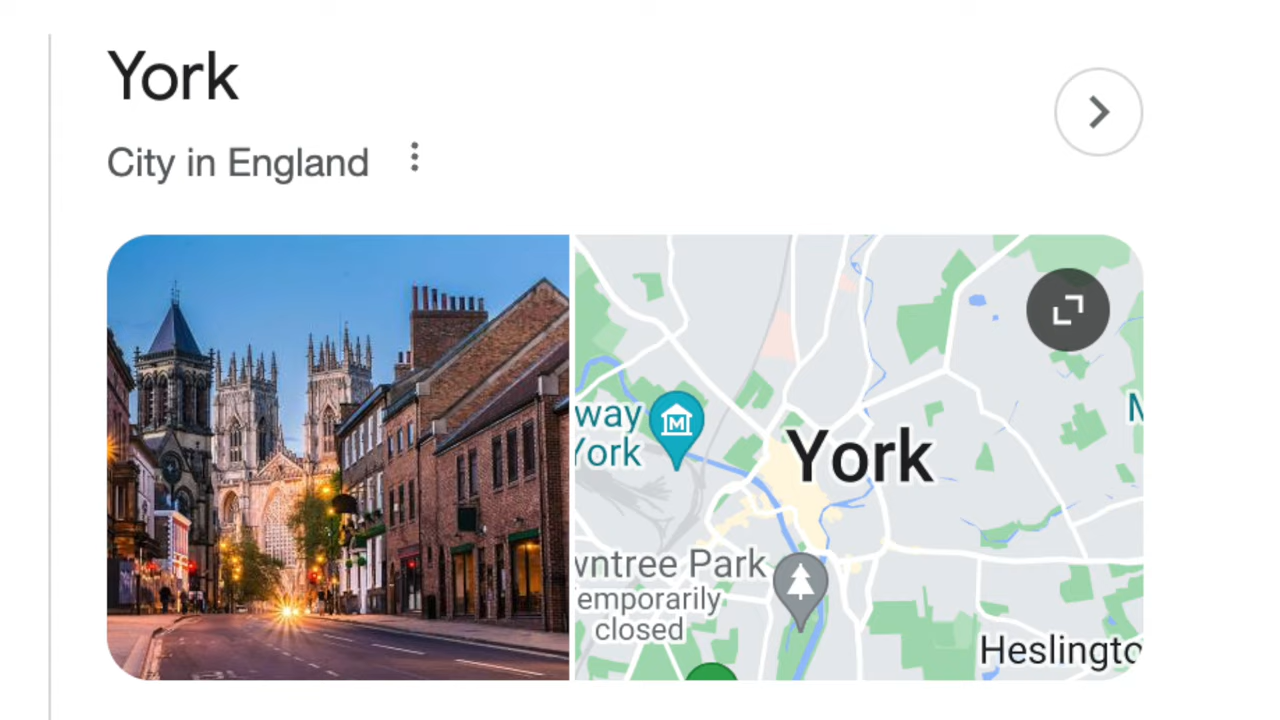 York
City in England
way
York
York
M
wntree Park
emporarily
closed
Heslingto